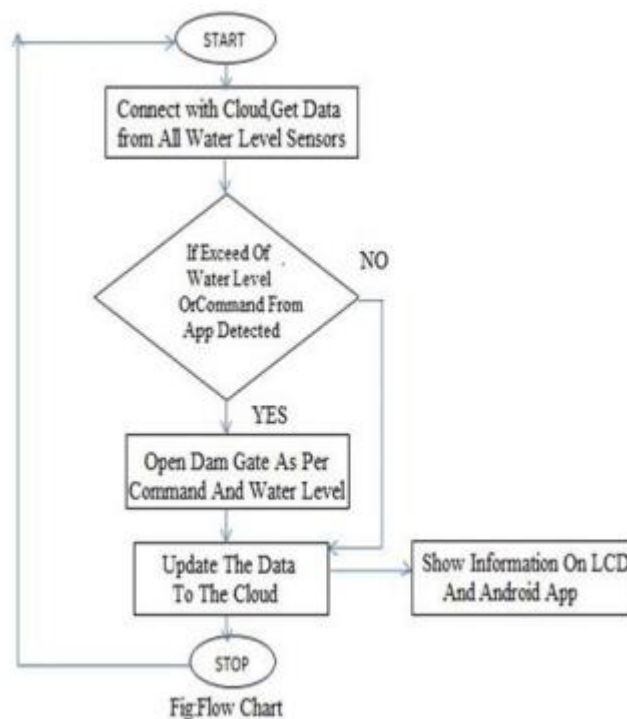 START
Connect with Cloud,Get Data
from All Water Level Sensors
If Exceed Of
Water Level
OrCommand From
App Detected
NO
YES
Open Dam Gate As Per
Command And Water Level
Update The Data
To The Cloud
Show Information On LCD
And Android App
STOP
Fig:Flow Chart